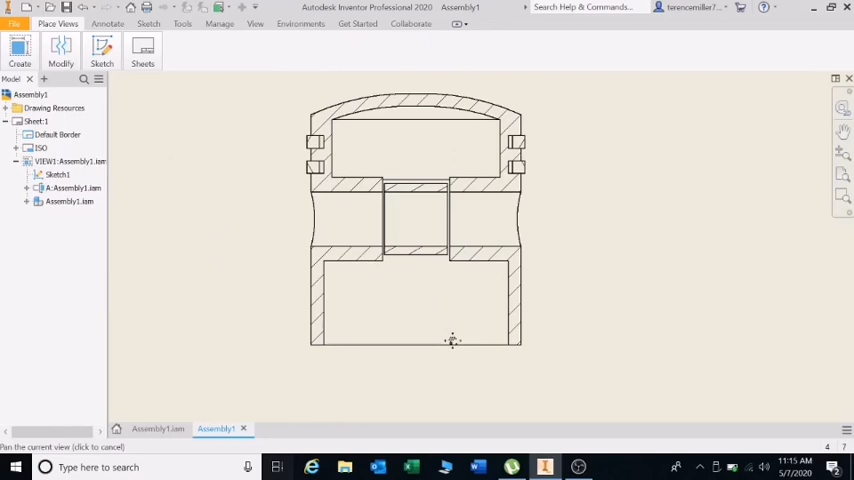 Autodesk Inventor Professional 2020 Assembly1
Search Help & Commands...
terencemiller7...
File Place Views Annotate Sketch Tools Manage View Environments Get Started Collaborate
Create Modify Sketch Sheets
Model
Assembly1
Drawing Resources
Sheet:1
Default Border
ISO
VIEW1:Assembly1.iam
Sketch1
A:Assembly1.iam
Assembly1.iam
Assembly1.iam Assembly1
Pan the current view (click to cancel)
4 7
Type here to search
11:15 AM
5/7/2020
2